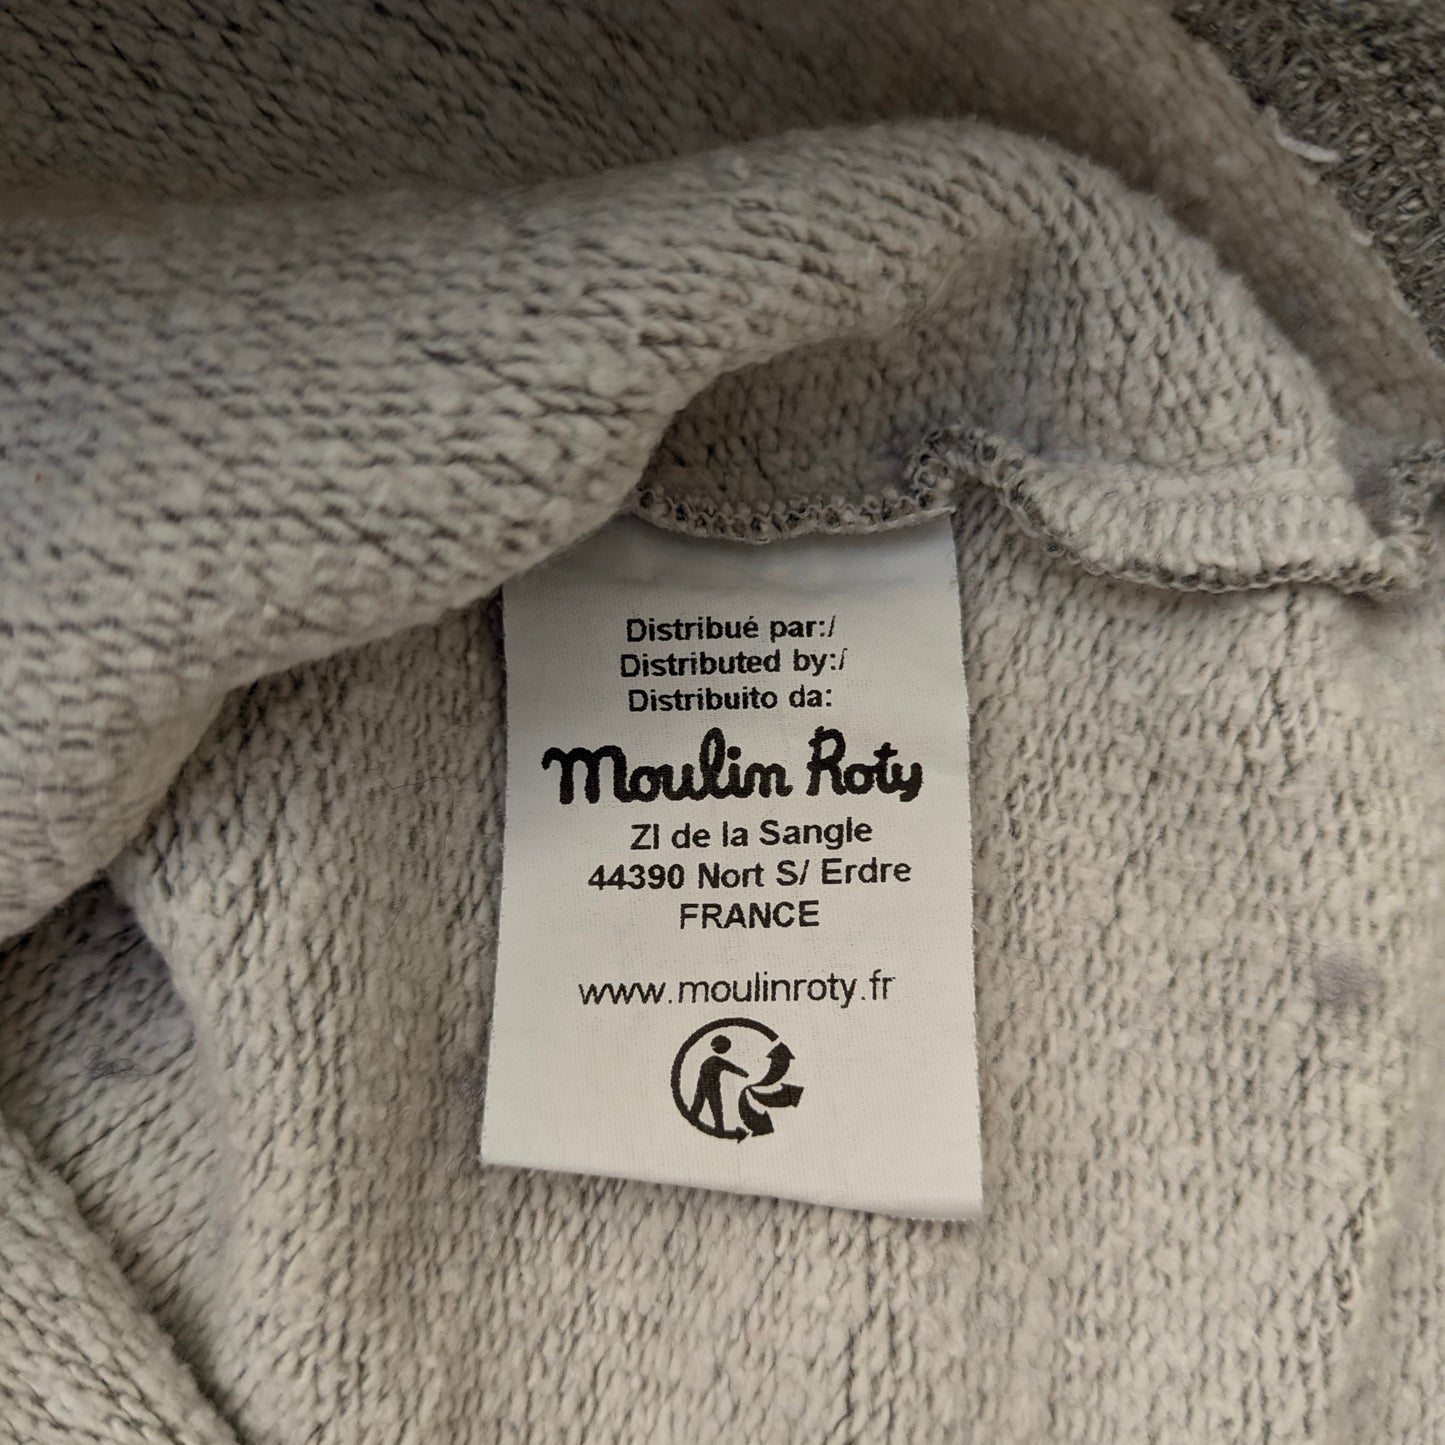 Distribué par:/
Distributed by:/
Distribuito da:
Moulin Roty
ZI de la Sangle
44390 Nort S/ Erdre
FRANCE
www.moulinroty.fr